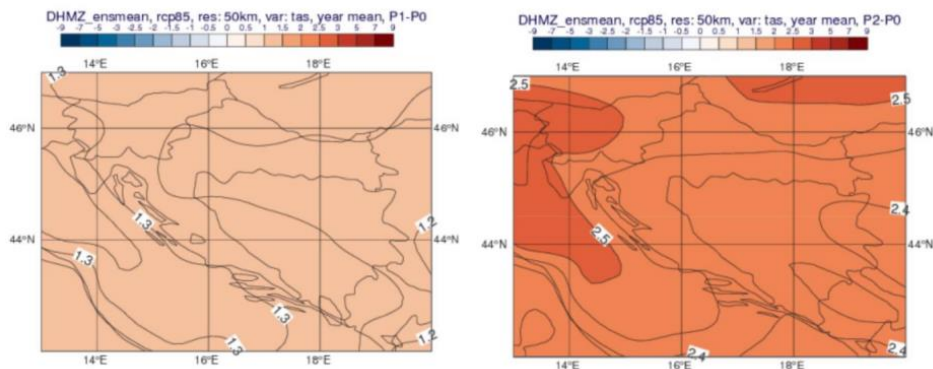 DHMZ_ensmean, rcp85, res: 50km, var: tas, year mean, P1-P0
-9 -7 -5 -3 -2.5 -2 -1.5 -1 -0.5 0 0.5 1 1.5 2 2.5 3 5 7 9
14°E 16°E 18°E
1.3
46°N 46°N
1.3
1.2
44°N 44°N
1.3
1.3
1.3
1.2
14°E 16°E 18°E
DHMZ_ensmean, rcp85, res: 50km, var: tas, year mean, P2-P0
-9 -7 -5 -3 -2.5 -2 -1.5 -1 -0.5 0 0.5 1 1.5 2 2.5 3 5 7 9
14°E 16°E 18°E
2.5
2.5
46°N 46°N
2.4
2.5
44°N 44°N
2.4
2.4
14°E 16°E 18°E